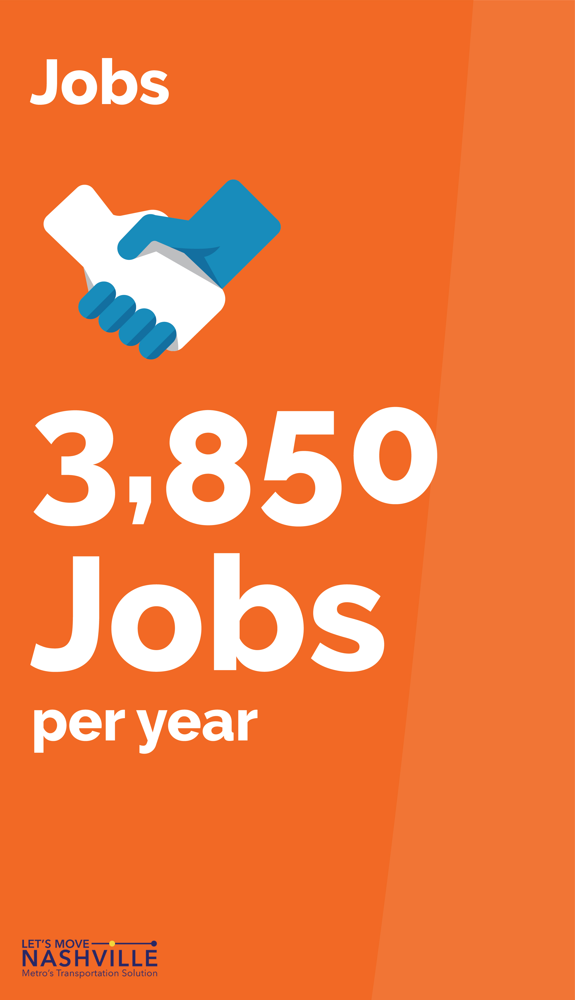 Jobs
3,850
Jobs
per year
LET'S MOVE
NASHVILLE
Metro's Transportation Solution